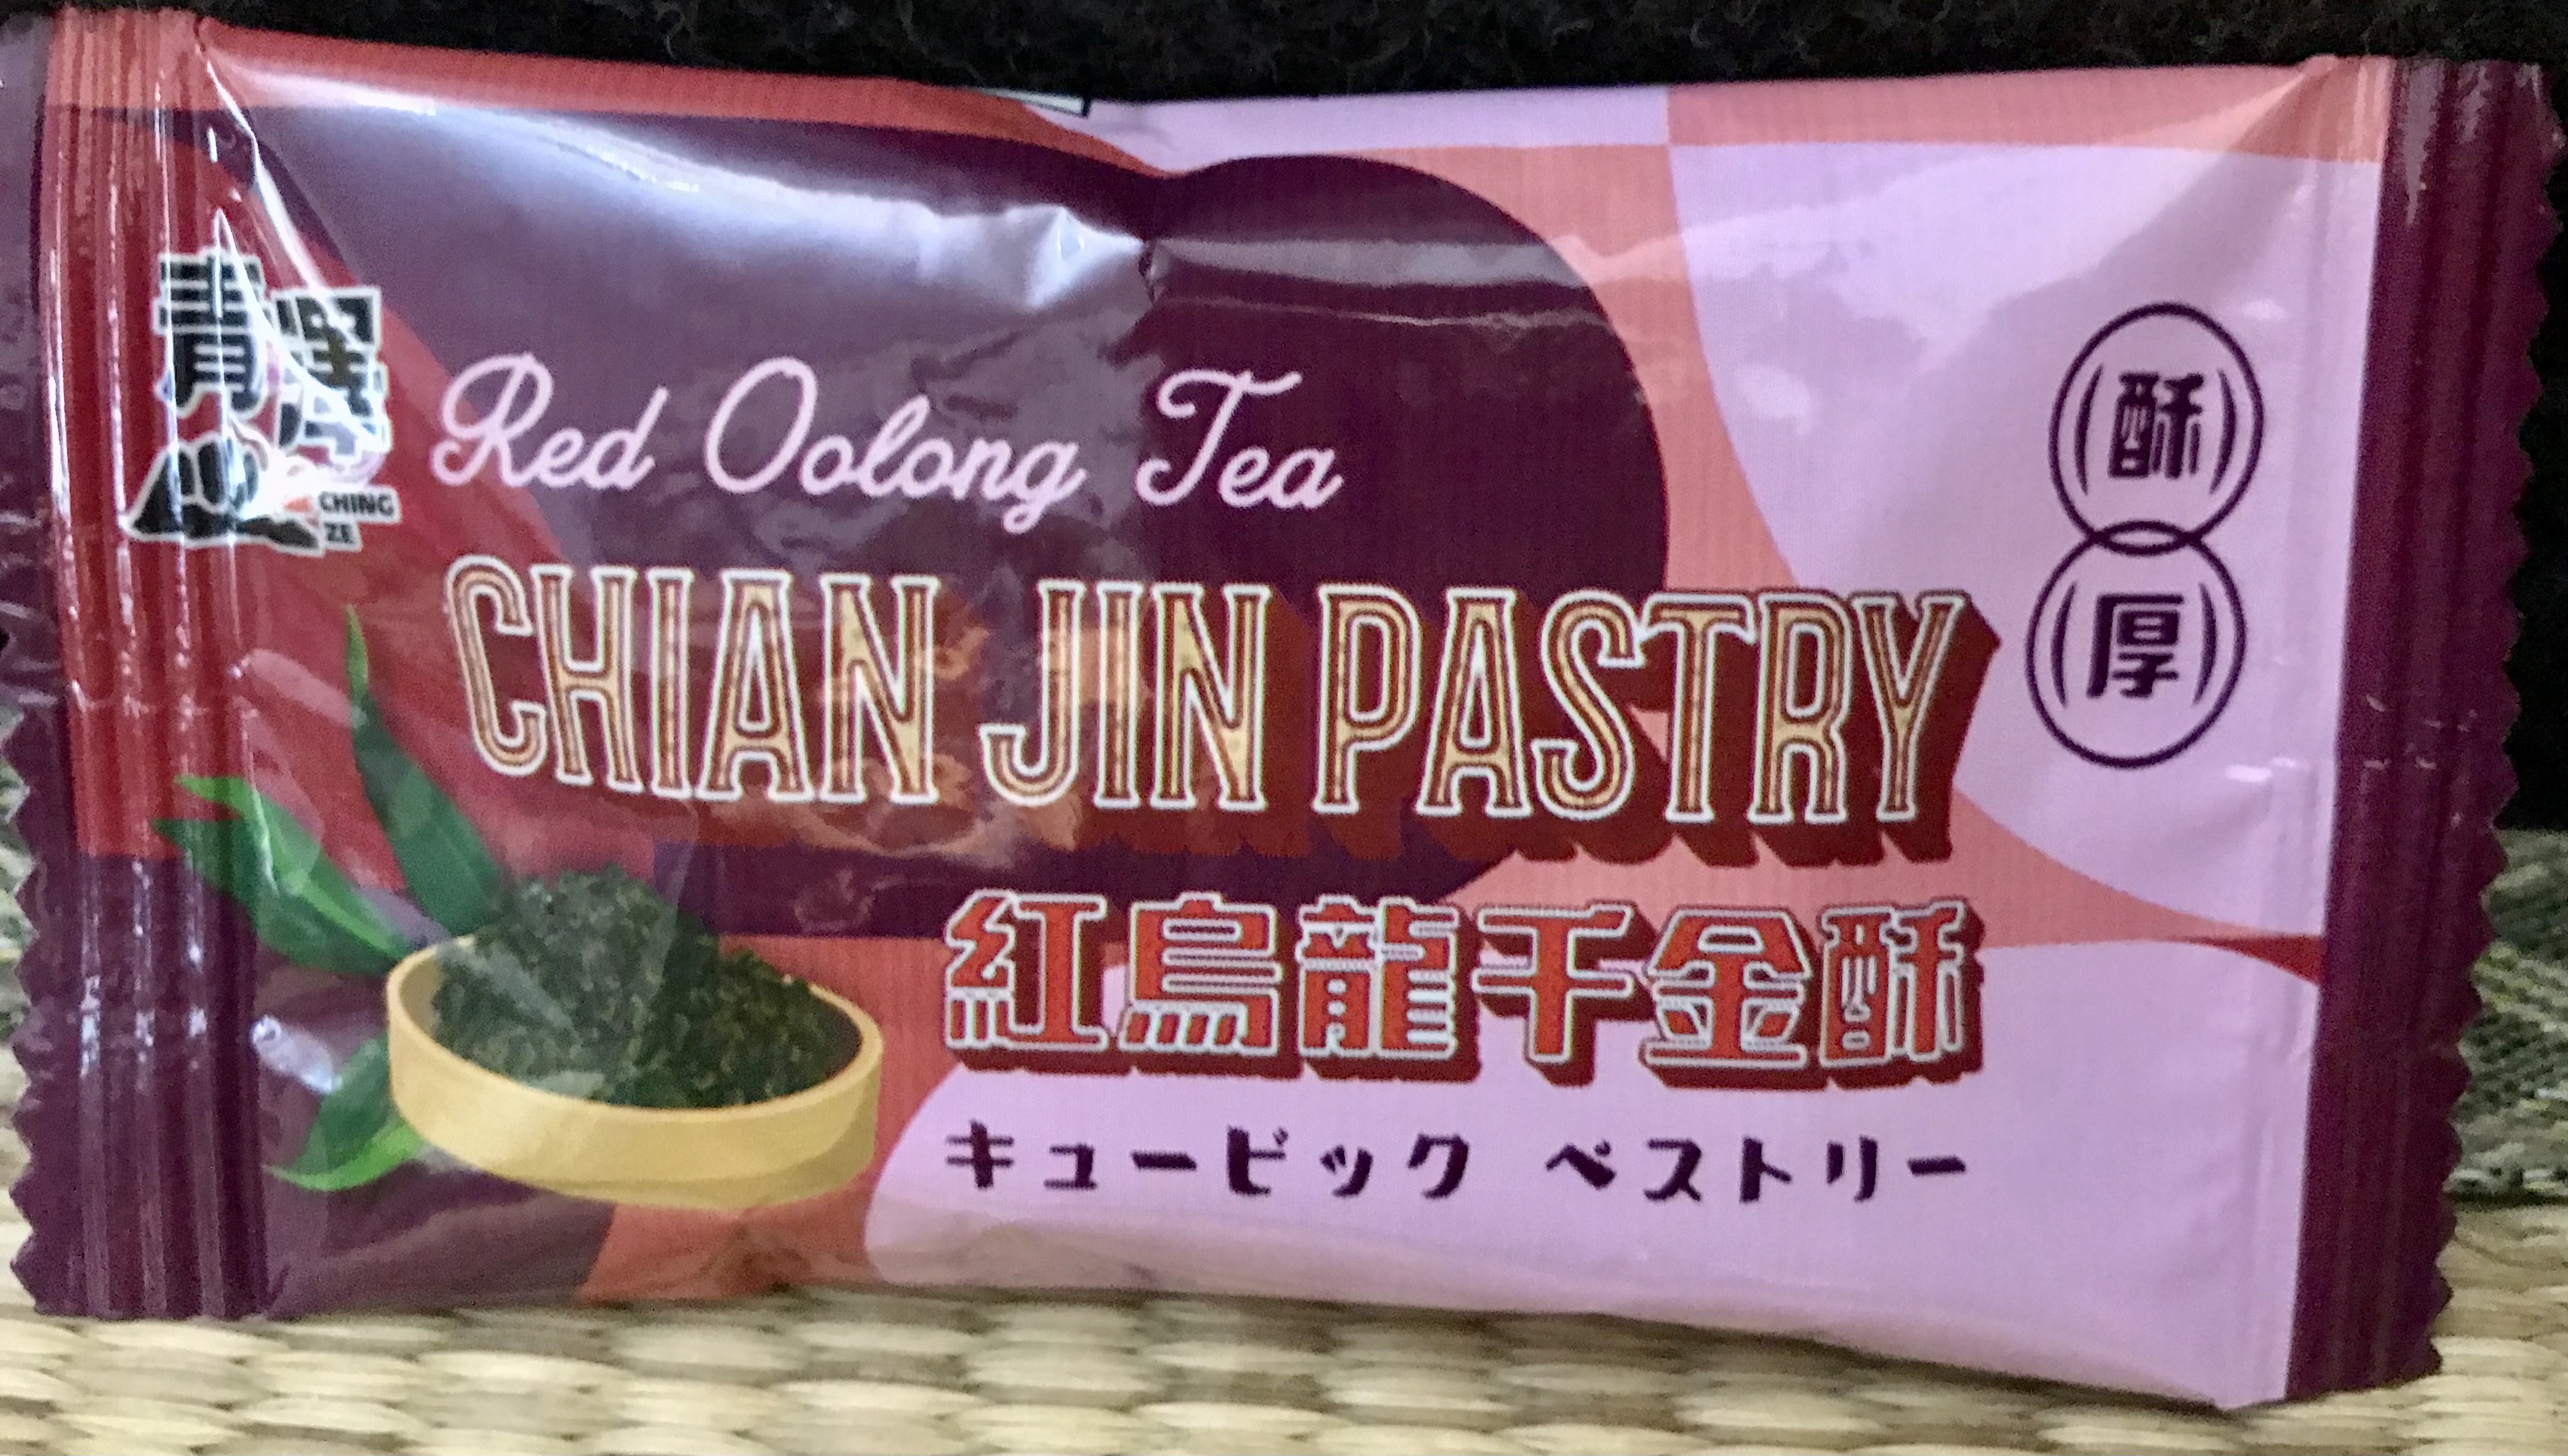 青澤
CHING
ZE
Red Oolong Tea
CHIAN JIN PASTRY
酥
厚
紅烏龍千金酥
キュービック ペストリー